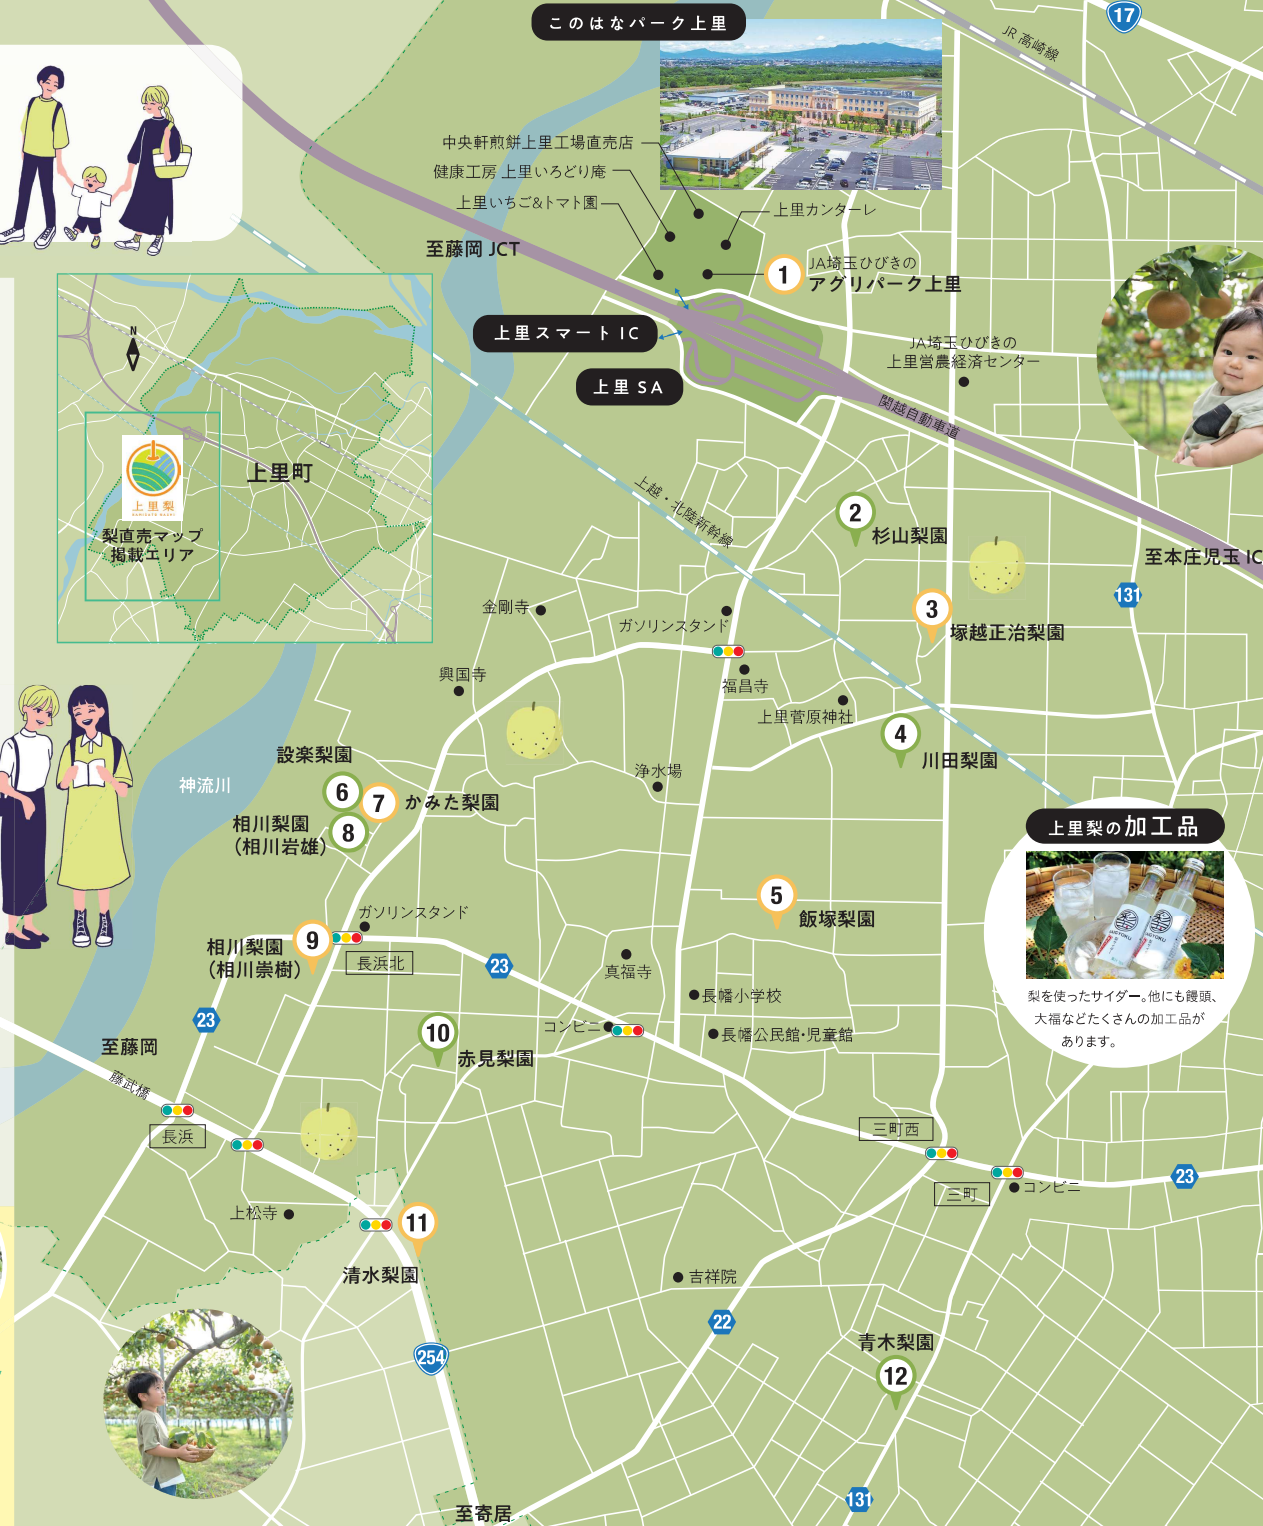 このはなパーク上里
17
JR 高崎線
中央軒煎餅上里工場直売店
健康工房 上里いろどり庵
上里いちご&トマト園
上里カンターレ
至藤岡 JCT
1
JA埼玉ひびきの
アグリパーク上里
上里スマート IC
上里 SA
JA埼玉ひびきの
上里営農経済センター
関越自動車道
N
上里町
上里梨
KAMISATO NASHI
梨直売マップ
掲載エリア
上越・北陸新幹線
2
杉山梨園
至本庄児玉 IC
131
3
塚越正治梨園
金剛寺
ガソリンスタンド
興国寺
福昌寺
上里菅原神社
4
川田梨園
設楽梨園
神流川
浄水場
6
7
かみた梨園
相川梨園
(相川岩雄)
8
上里梨の加工品
5
飯塚梨園
ガソリンスタンド
相川梨園
(相川崇樹)
9
長浜北
23
真福寺
長幡小学校
梨を使ったサイダー。他にも饅頭、
大福などたくさんの加工品が
あります。
23
至藤岡
藤武橋
10
赤見梨園
コンビニ
長幡公民館・児童館
長浜
三町西
三町
コンビニ
23
上松寺
11
清水梨園
吉祥院
22
254
青木梨園
12
131
至寄居